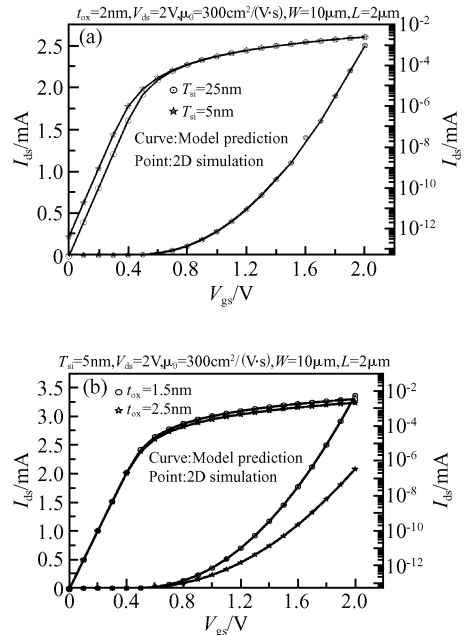 t_ox=2nm,V_ds=2V,μ_0=300cm²/(V·s),W=10μm,L=2μm
(a)
2.5
2.0
1.5
1.0
0.5
0
I_ds/mA
T_si=25nm
T_si=5nm
Curve:Model prediction
Point:2D simulation
10^-2
10^-4
10^-6
10^-8
10^-10
10^-12
I_ds/mA
0 0.4 0.8 1.2 1.6 2.0
V_gs/V
T_si=5nm,V_ds=2V,μ_0=300cm²/(V·s),W=10μm,L=2μm
(b)
3.5
3.0
2.5
2.0
1.5
1.0
0.5
0
I_ds/mA
t_ox=1.5nm
t_ox=2.5nm
Curve:Model prediction
Point:2D simulation
10^-2
10^-4
10^-6
10^-8
10^-10
10^-12
I_ds/mA
0 0.4 0.8 1.2 1.6 2.0
V_gs/V